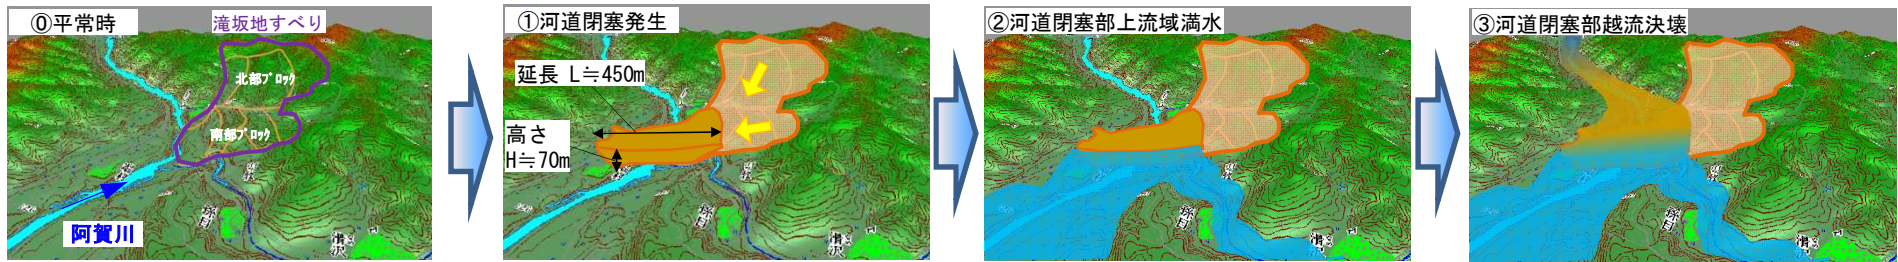 ⓪平常時
滝坂地すべり
北部ブロック
南部ブロック
阿賀川
①河道閉塞発生
延長 L≒450m
高さ
H≒70m
②河道閉塞部上流域満水
③河道閉塞部越流決壊